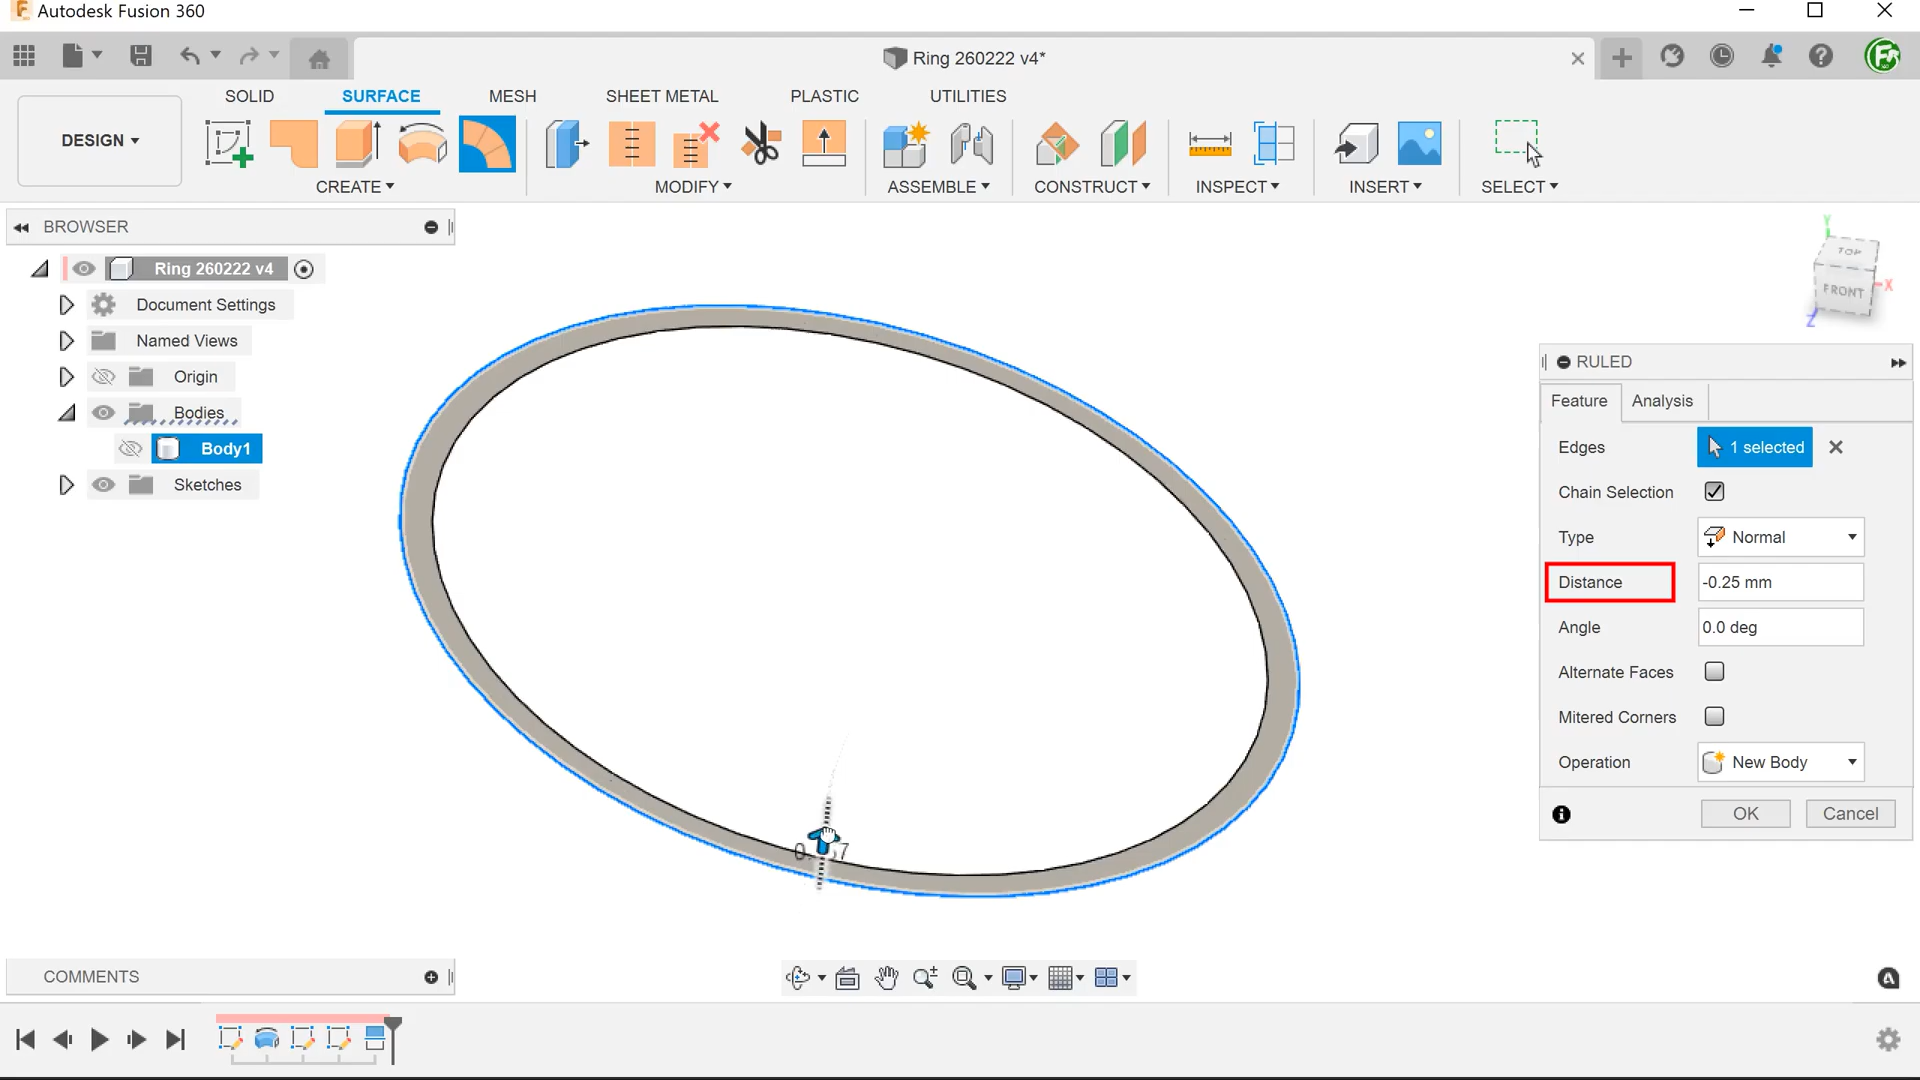 Autodesk Fusion 360
Ring 260222 v4*
DESIGN
SOLID
SURFACE
MESH
SHEET METAL
PLASTIC
UTILITIES
CREATE
MODIFY
ASSEMBLE
CONSTRUCT
INSPECT
INSERT
SELECT
BROWSER
Ring 260222 v4
Document Settings
Named Views
Origin
Bodies
Body1
Sketches
Y
TOP
FRONT
X
Z
RULED
Feature Analysis
Edges 1 selected
Chain Selection
Type Normal
Distance -0.25 mm
Angle 0.0 deg
Alternate Faces
Mitered Corners
Operation New Body
OK Cancel
COMMENTS